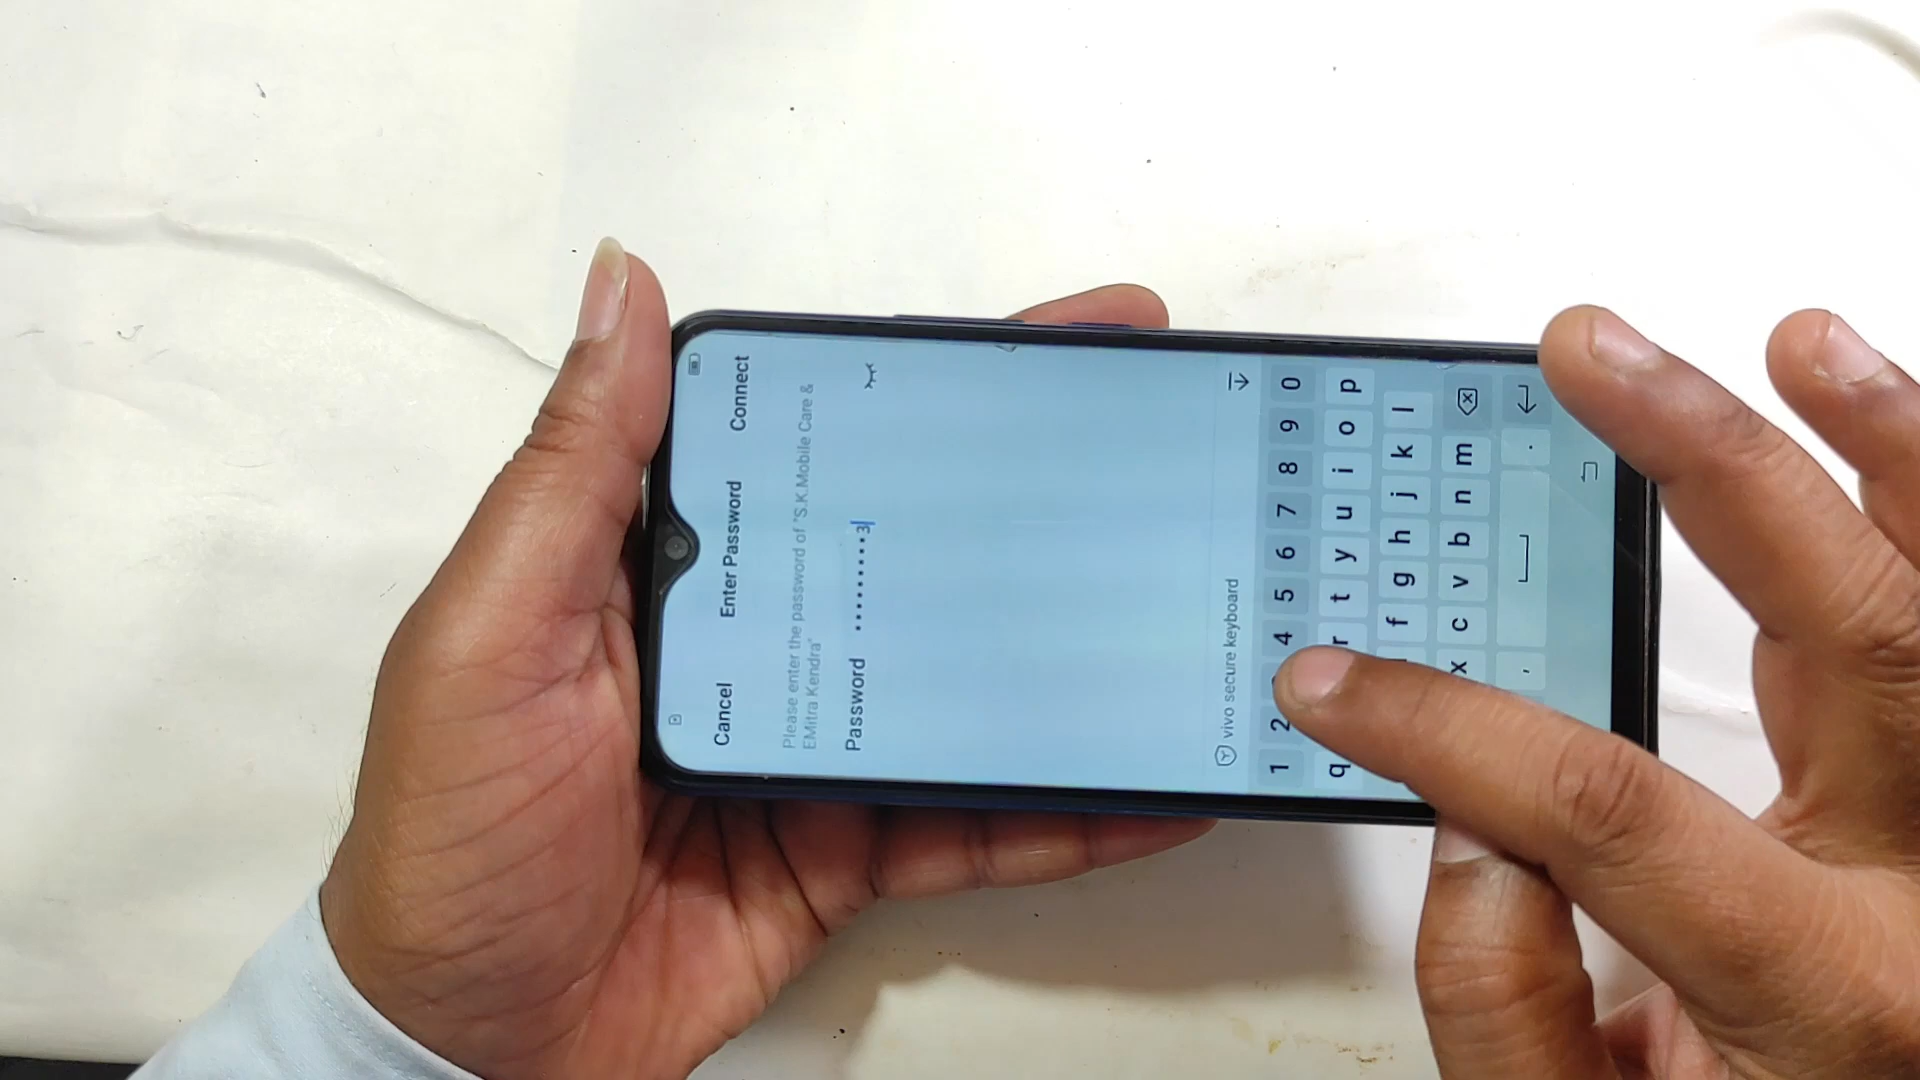 Cancel Enter Password Connect
Please enter the password of "S.K.Mobile Care &
EMitra Kendra"
Password •••••••••3
vivo secure keyboard
1 2 4 5 6 7 8 9 0
q r t y u i o p
f g h j k l
x c v b n m
, .